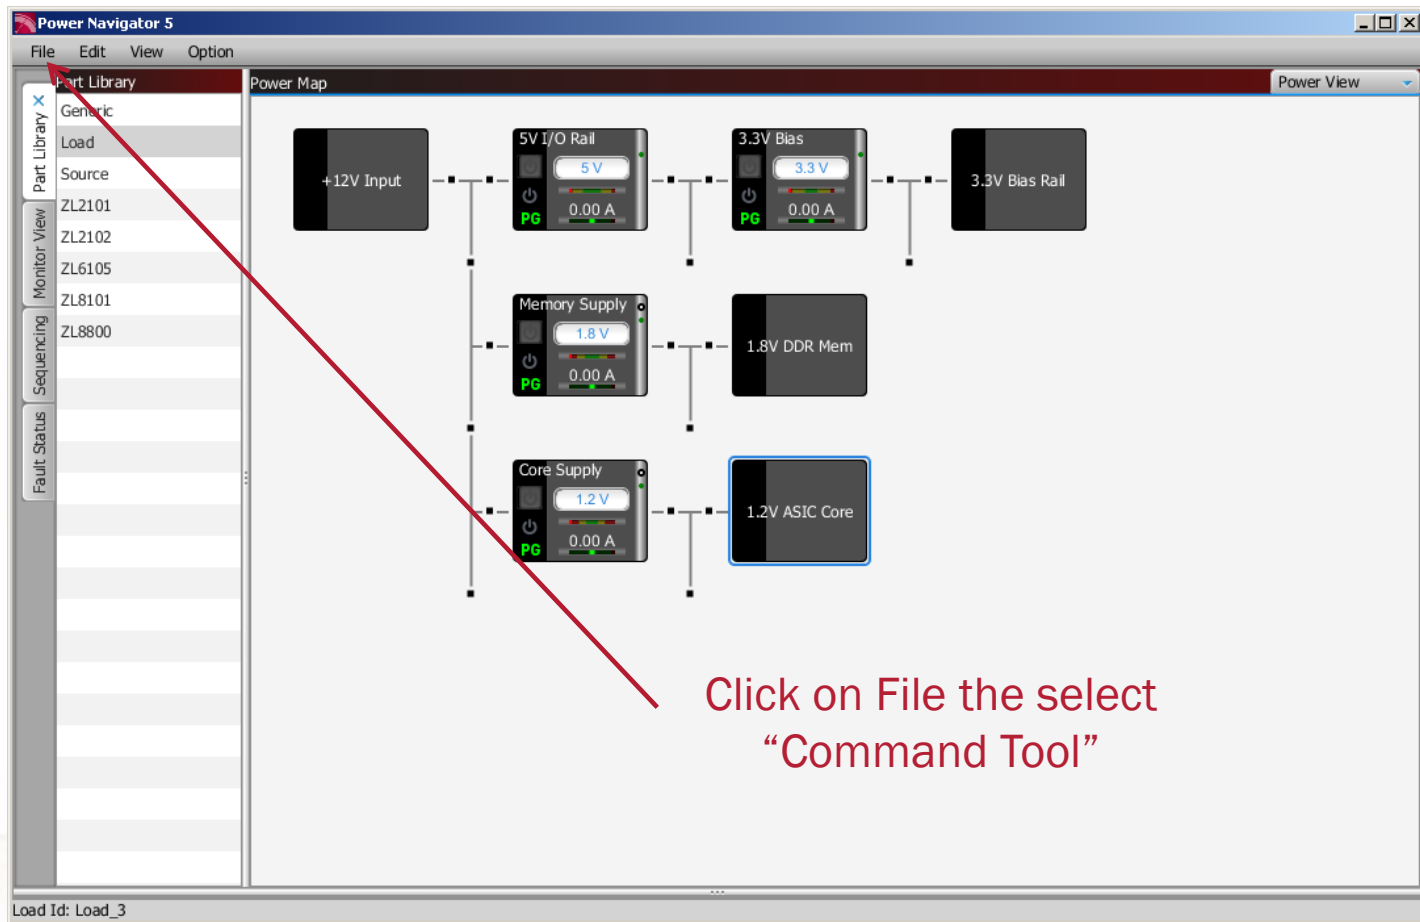 Power Navigator 5
File Edit View Option
Part Library
Power Map
Power View
Part Library
Monitor View
Sequencing
Fault Status
Generic
Load
Source
ZL2101
ZL2102
ZL6105
ZL8101
ZL8800
+12V Input
5V I/O Rail
5 V
0.00 A
PG
3.3V Bias
3.3 V
0.00 A
PG
3.3V Bias Rail
Memory Supply
1.8 V
0.00 A
PG
1.8V DDR Mem
Core Supply
1.2 V
0.00 A
PG
1.2V ASIC Core
Click on File the select
“Command Tool”
Load Id: Load_3